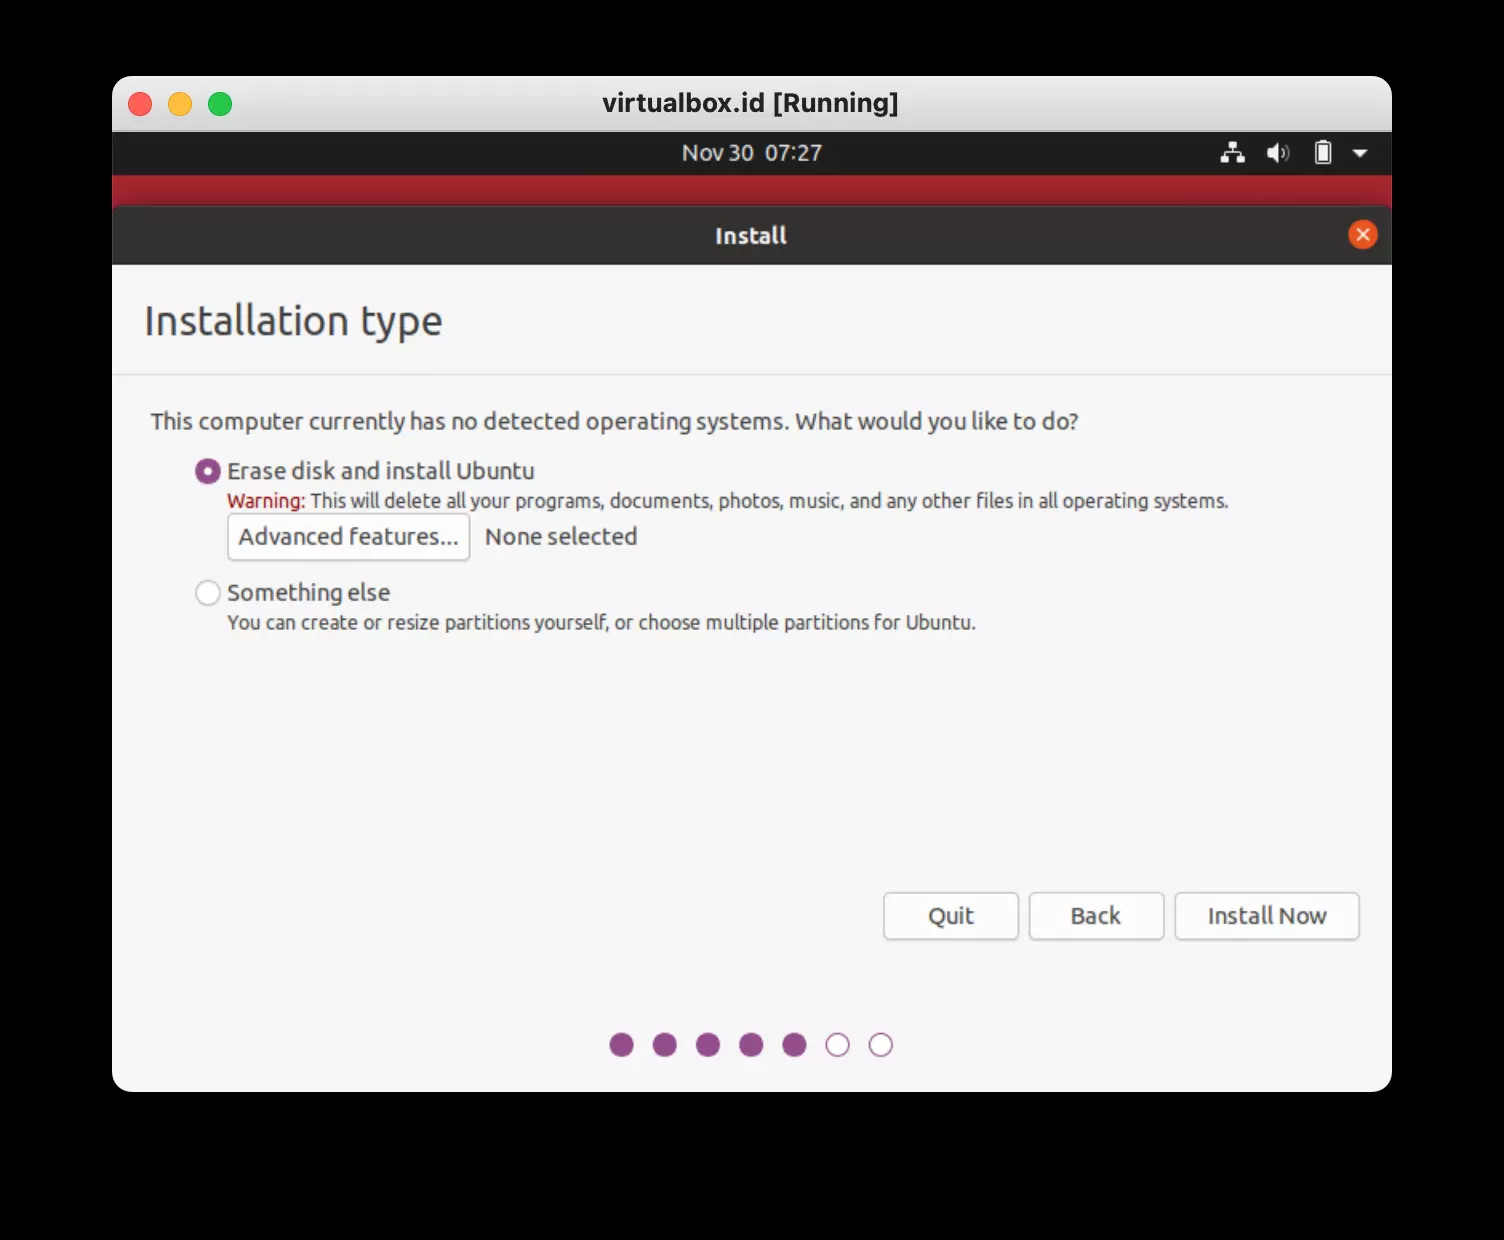 virtualbox.id [Running]
Nov 30 07:27
Install
Installation type
This computer currently has no detected operating systems. What would you like to do?
Erase disk and install Ubuntu
Warning: This will delete all your programs, documents, photos, music, and any other files in all operating systems.
Advanced features... None selected
Something else
You can create or resize partitions yourself, or choose multiple partitions for Ubuntu.
Quit Back Install Now